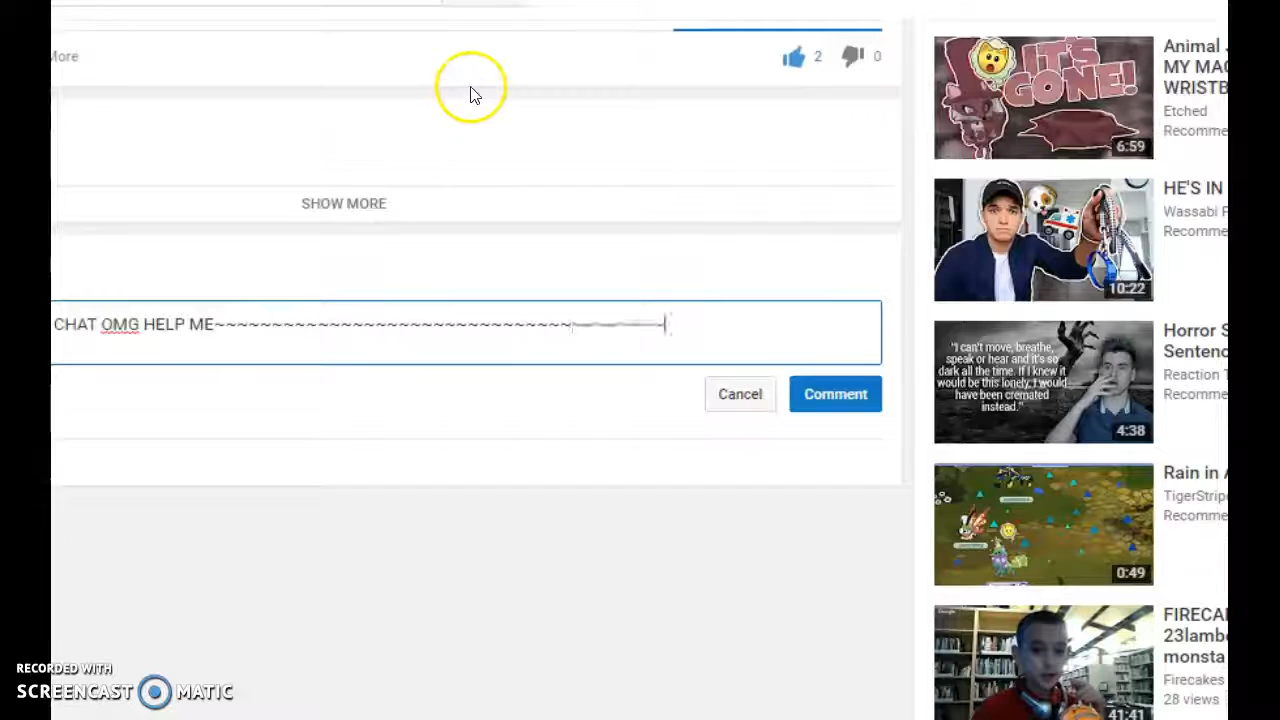 More
2
0
SHOW MORE
CHAT OMG HELP ME~~~~~~~~~~~~~~~~~~~~~~~~~~~~~~~
Cancel
Comment
IT'S
GONE!
6:59
Animal
MY MAG
WRISTB
Etched
Recomme
10:22
HE'S IN
Wassabi
Recomme
"I can't move, breathe,
speak or hear and it's so
dark all the time. If I knew it
would be this lonely, I would
have been cremated
instead."
4:38
Horror S
Sentenc
Reaction
Recomme
0:49
Rain in
TigerStrip
Recomme
41:41
FIRECA
23lamb
monsta
Firecakes
28 views
RECORDED WITH
SCREENCAST MATIC